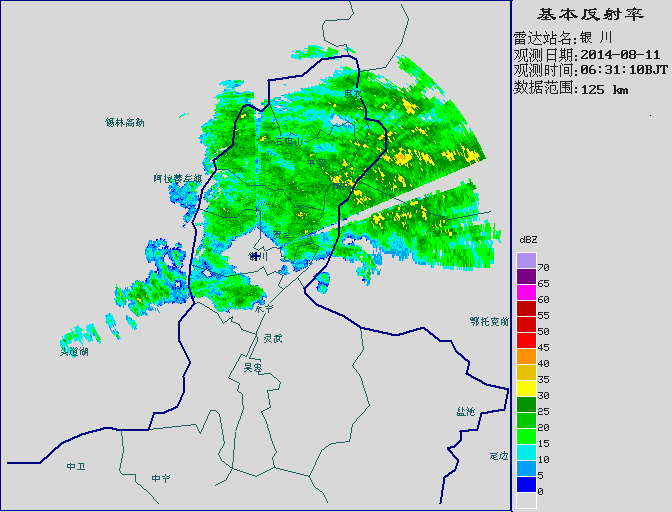 基本反射率
雷达站名:银 川
观测日期:2014-08-11
观测时间:06:31:10BJT
数据范围:125 km
锡林高勒
阿拉善左旗
银川
永宁
灵武
头道湖
鄂托克前
吴忠
盐池
定边
中卫
中宁
dBZ
70
65
60
55
50
45
40
35
30
25
20
15
10
5
0